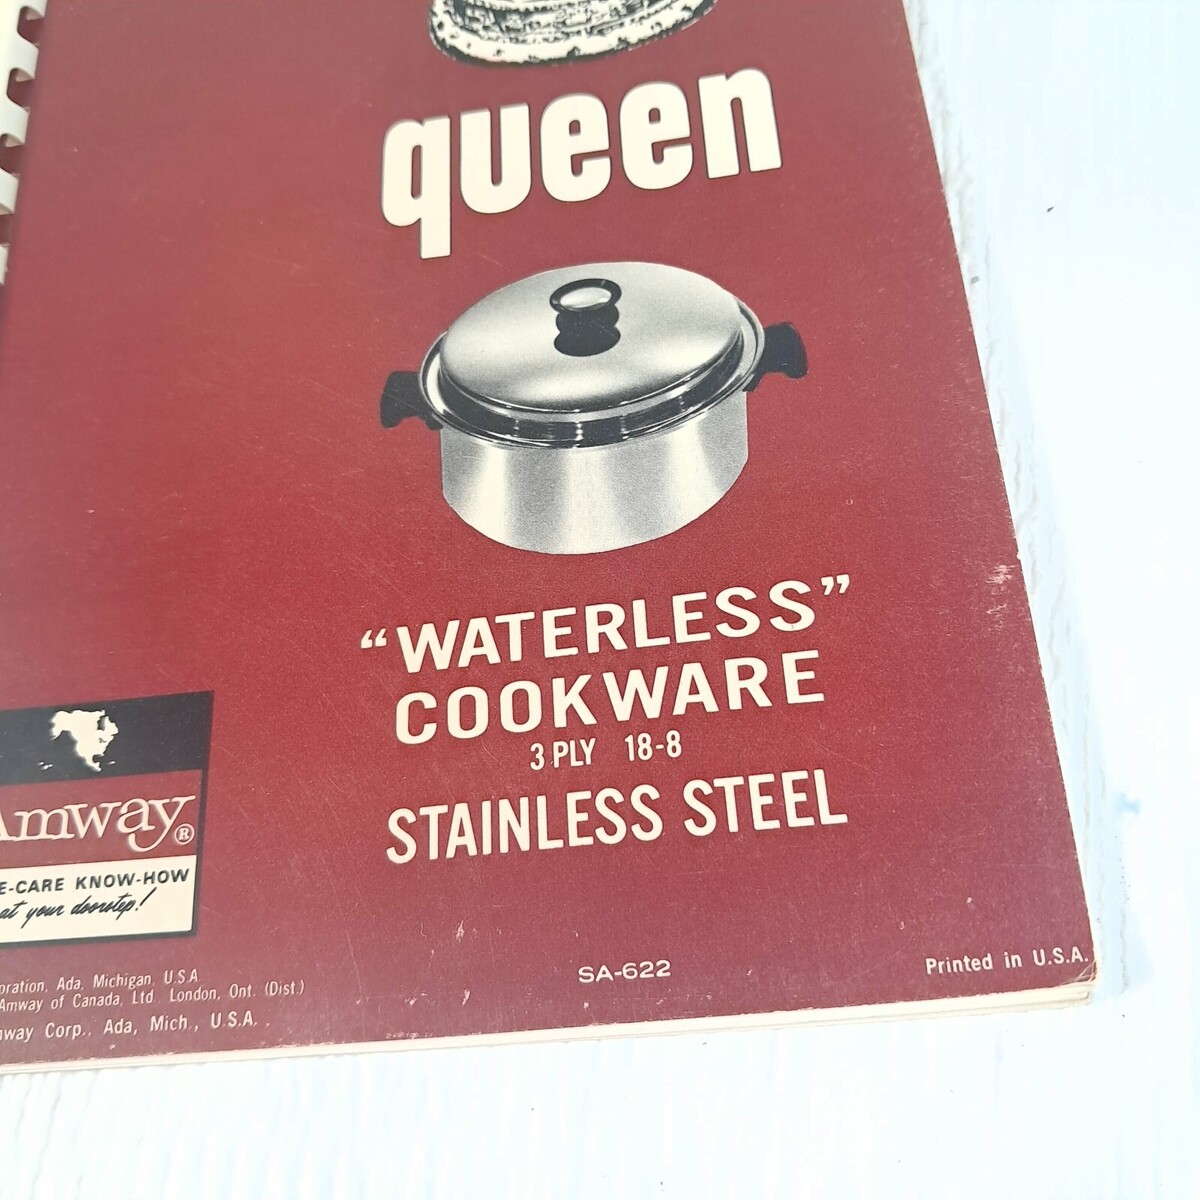 queen
“WATERLESS”
COOKWARE
3 PLY 18-8
STAINLESS STEEL
Amway®
E-CARE KNOW-HOW
at your doorstep!
oration, Ada, Michigan, U.S.A
Amway of Canada, Ltd. London, Ont. (Dist.)
way Corp., Ada, Mich., U.S.A.
SA-622
Printed in U.S.A.